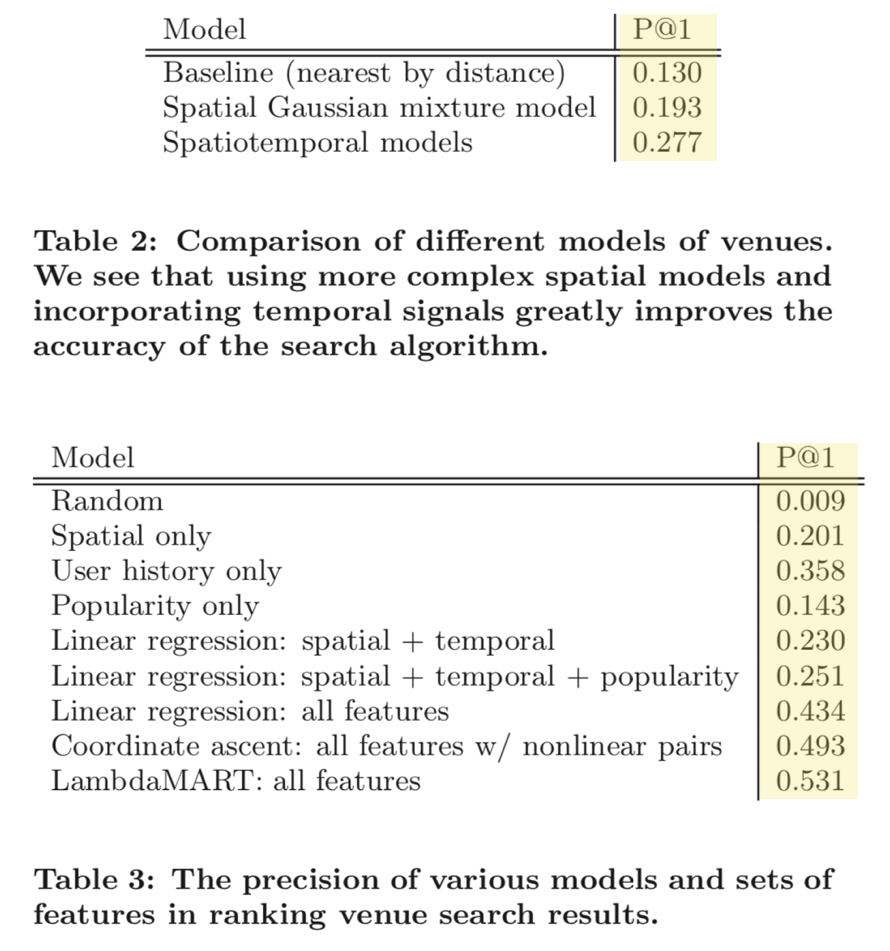 Model P@1
Baseline (nearest by distance) 0.130
Spatial Gaussian mixture model 0.193
Spatiotemporal models 0.277
Table 2: Comparison of different models of venues.
We see that using more complex spatial models and
incorporating temporal signals greatly improves the
accuracy of the search algorithm.
Model P@1
Random 0.009
Spatial only 0.201
User history only 0.358
Popularity only 0.143
Linear regression: spatial + temporal 0.230
Linear regression: spatial + temporal + popularity 0.251
Linear regression: all features 0.434
Coordinate ascent: all features w/ nonlinear pairs 0.493
LambdaMART: all features 0.531
Table 3: The precision of various models and sets of
features in ranking venue search results.